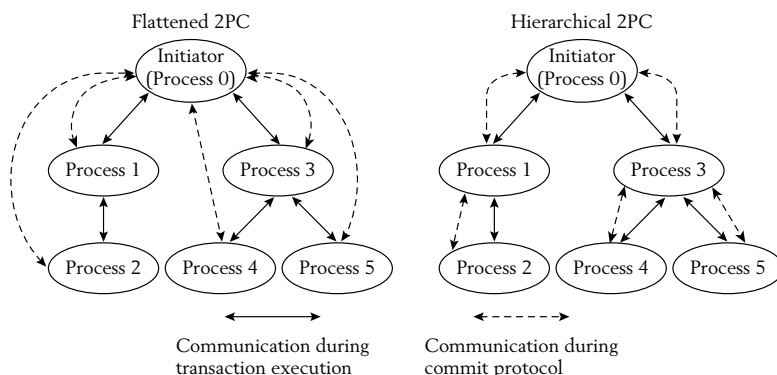 Flattened 2PC
Initiator
(Process 0)
Process 1
Process 3
Process 2
Process 4
Process 5
Hierarchical 2PC
Initiator
(Process 0)
Process 1
Process 3
Process 2
Process 4
Process 5
Communication during
transaction execution
Communication during
commit protocol